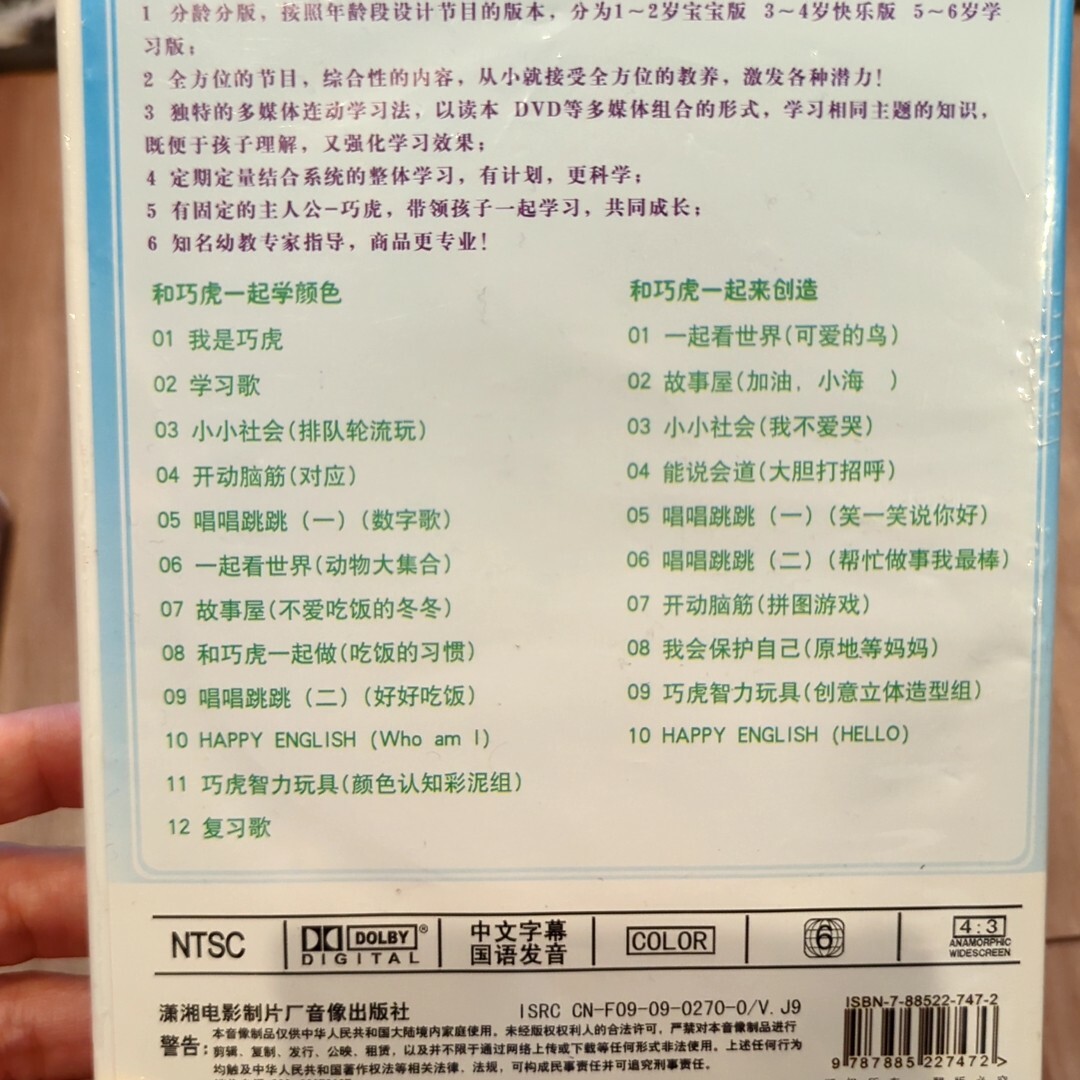 1 分龄分版，按照年龄段设计节目的版本，分为1～2岁宝宝版 3～4岁快乐版 5～6岁学
习版；
2 全方位的节目，综合性的内容，从小就接受全方位的教养，激发各种潜力！
3 独特的多媒体连动学习法，以读本 DVD等多媒体组合的形式，学习相同主题的知识，
既便于孩子理解，又强化学习效果；
4 定期定量结合系统的整体学习，有计划，更科学；
5 有固定的主人公-巧虎，带领孩子一起学习，共同成长；
6 知名幼教专家指导，商品更专业！
和巧虎一起学颜色
01 我是巧虎
02 学习歌
03 小小社会(排队轮流玩)
04 开动脑筋(对应)
05 唱唱跳跳（一）(数字歌)
06 一起看世界(动物大集合)
07 故事屋(不爱吃饭的冬冬)
08 和巧虎一起做(吃饭的习惯)
09 唱唱跳跳（二）(好好吃饭)
10 HAPPY ENGLISH (Who am I)
11 巧虎智力玩具(颜色认知彩泥组)
12 复习歌
和巧虎一起来创造
01 一起看世界(可爱的鸟)
02 故事屋(加油，小海 )
03 小小社会(我不爱哭)
04 能说会道(大胆打招呼)
05 唱唱跳跳（一）(笑一笑说你好)
06 唱唱跳跳（二）(帮忙做事我最棒)
07 开动脑筋(拼图游戏)
08 我会保护自己(原地等妈妈)
09 巧虎智力玩具(创意立体造型组)
10 HAPPY ENGLISH (HELLO)
NTSC
DOLBY®
DIGITAL
中文字幕
国语发音
COLOR
6
4:3
ANAMORPHIC
WIDESCREEN
潇湘电影制片厂音像出版社 ISRC CN-F09-09-0270-0/V.J9
ISBN-7-88522-747-2
警告：本音像制品仅供中华人民共和国大陆境内家庭使用。未经版权权利人的合法许可，严禁对本音像制品进行
剪辑、复制、发行、公映、租赁，以及并不限于通过网络上传或下载等任何形式非法使用。上述任何行为
均触及中华人民共和国著作权法等相关法律、法规，可构成民事责任并可追究刑事责任。
9 787885 227472 >